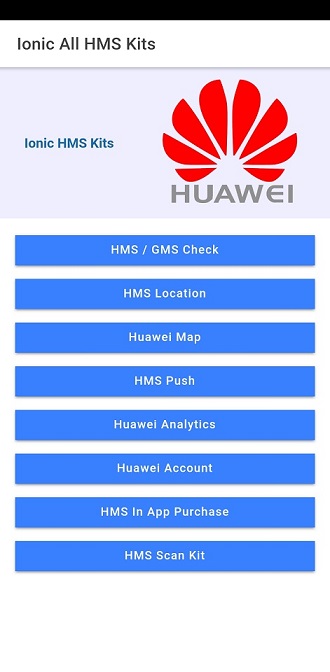 Ionic All HMS Kits
Ionic HMS Kits
HUAWEI
HMS / GMS Check
HMS Location
Huawei Map
HMS Push
Huawei Analytics
Huawei Account
HMS In App Purchase
HMS Scan Kit